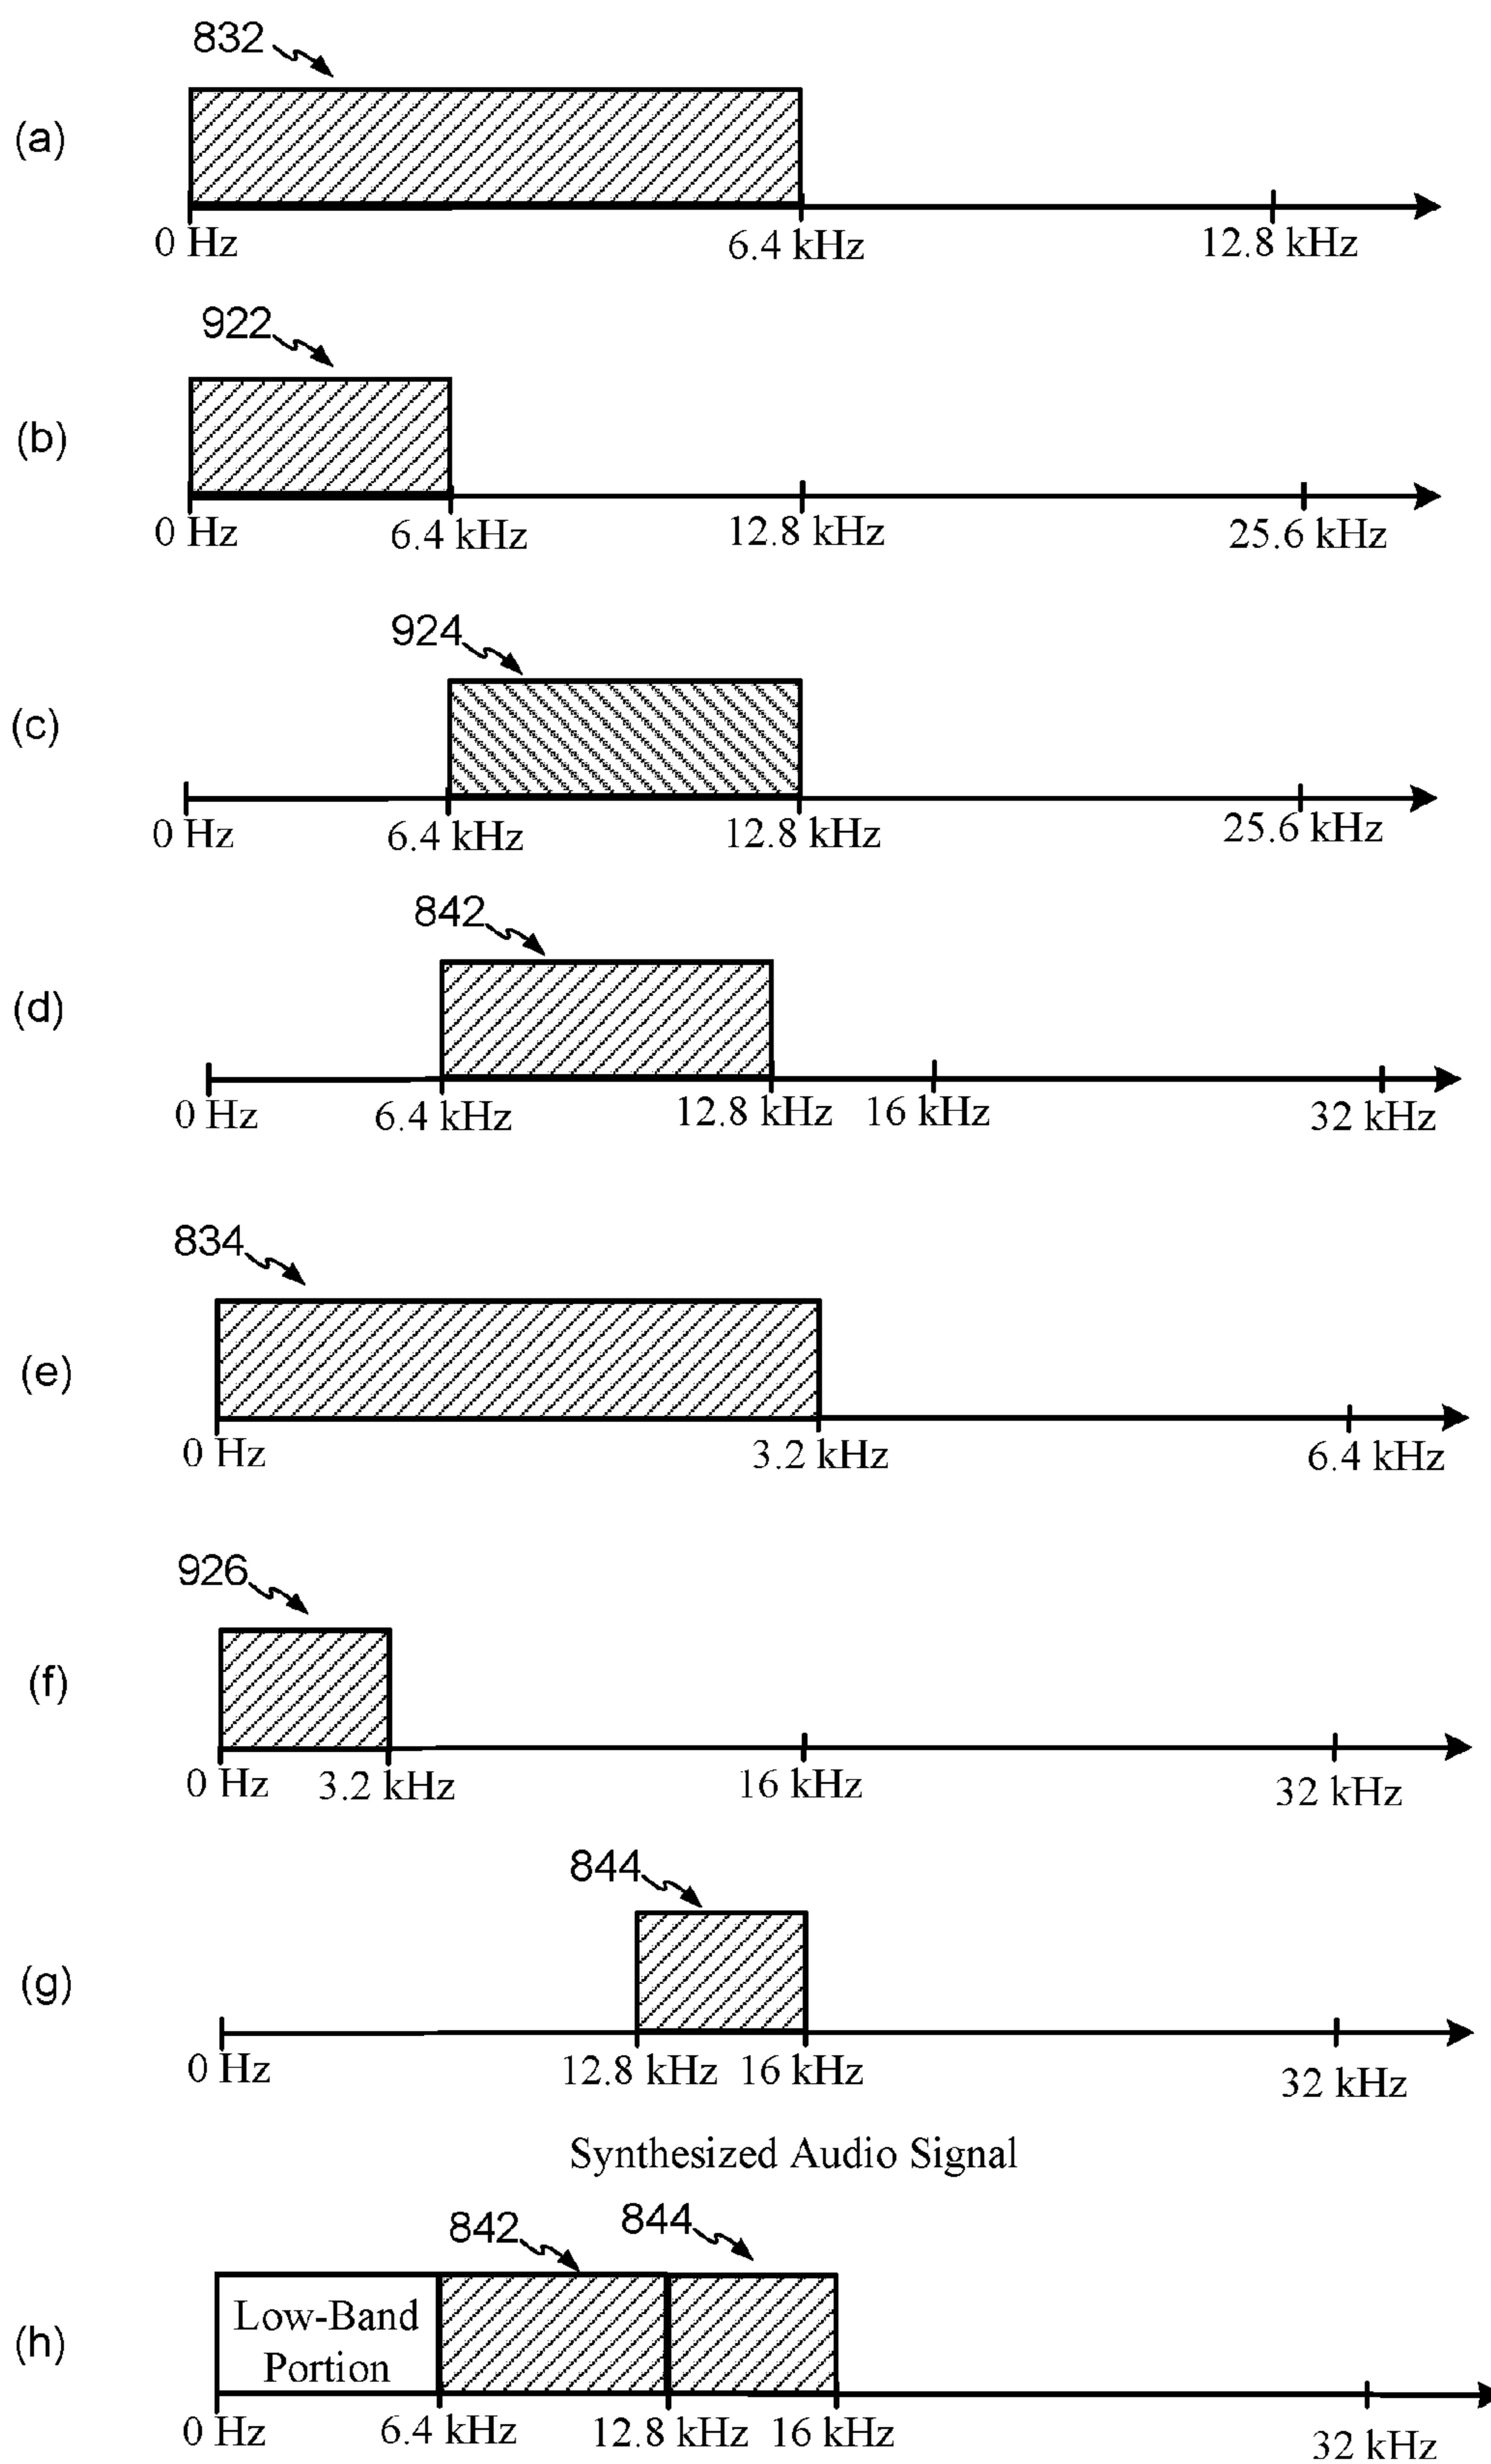 832
(a)
0 Hz 6.4 kHz 12.8 kHz
922
(b)
0 Hz 6.4 kHz 12.8 kHz 25.6 kHz
924
(c)
0 Hz 6.4 kHz 12.8 kHz 25.6 kHz
842
(d)
0 Hz 6.4 kHz 12.8 kHz 16 kHz 32 kHz
834
(e)
0 Hz 3.2 kHz 6.4 kHz
926
(f)
0 Hz 3.2 kHz 16 kHz 32 kHz
844
(g)
0 Hz 12.8 kHz 16 kHz 32 kHz
Synthesized Audio Signal
842 844
(h)
Low-Band
Portion
0 Hz 6.4 kHz 12.8 kHz 16 kHz 32 kHz